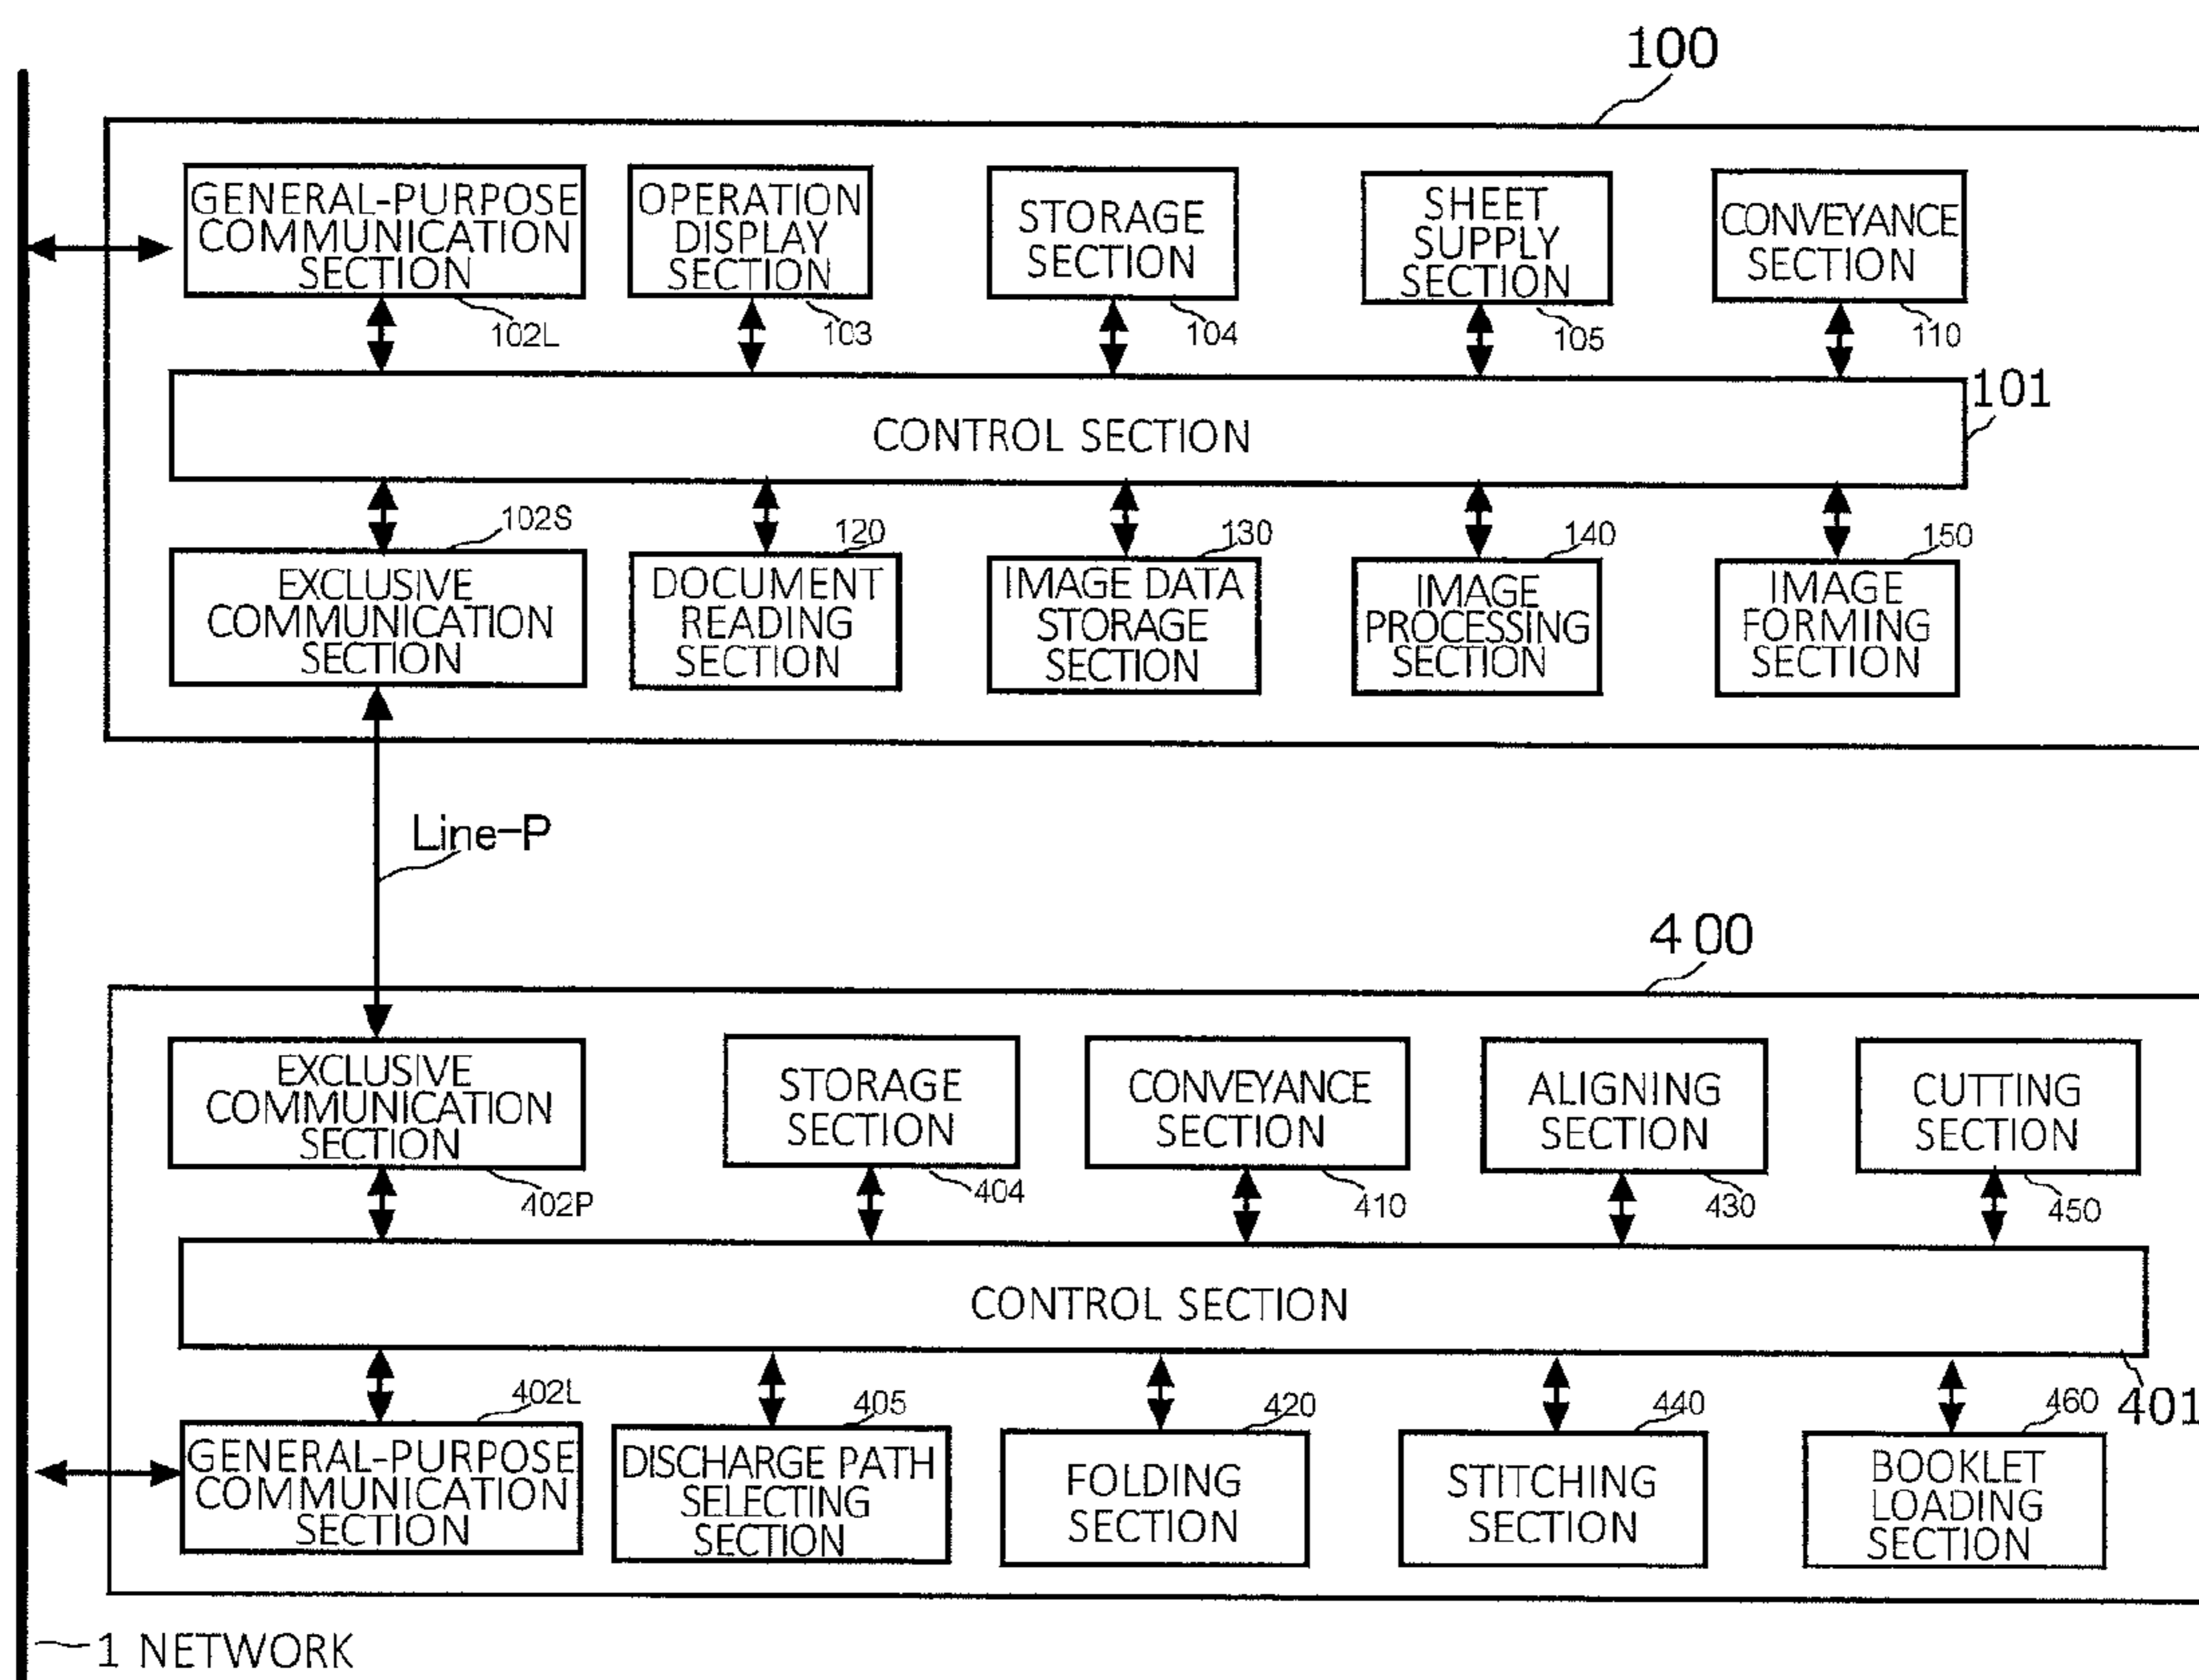 100
GENERAL-PURPOSE
COMMUNICATION
SECTION
102L
OPERATION
DISPLAY
SECTION
103
STORAGE
SECTION
104
SHEET
SUPPLY
SECTION
105
CONVEYANCE
SECTION
110
CONTROL SECTION
101
102S
EXCLUSIVE
COMMUNICATION
SECTION
120
DOCUMENT
READING
SECTION
130
IMAGE DATA
STORAGE
SECTION
140
IMAGE
PROCESSING
SECTION
150
IMAGE
FORMING
SECTION
Line-P
400
EXCLUSIVE
COMMUNICATION
SECTION
402P
STORAGE
SECTION
404
CONVEYANCE
SECTION
410
ALIGNING
SECTION
430
CUTTING
SECTION
450
CONTROL SECTION
401
402L
GENERAL-PURPOSE
COMMUNICATION
SECTION
405
DISCHARGE PATH
SELECTING
SECTION
420
FOLDING
SECTION
440
STITCHING
SECTION
460
BOOKLET
LOADING
SECTION
1 NETWORK